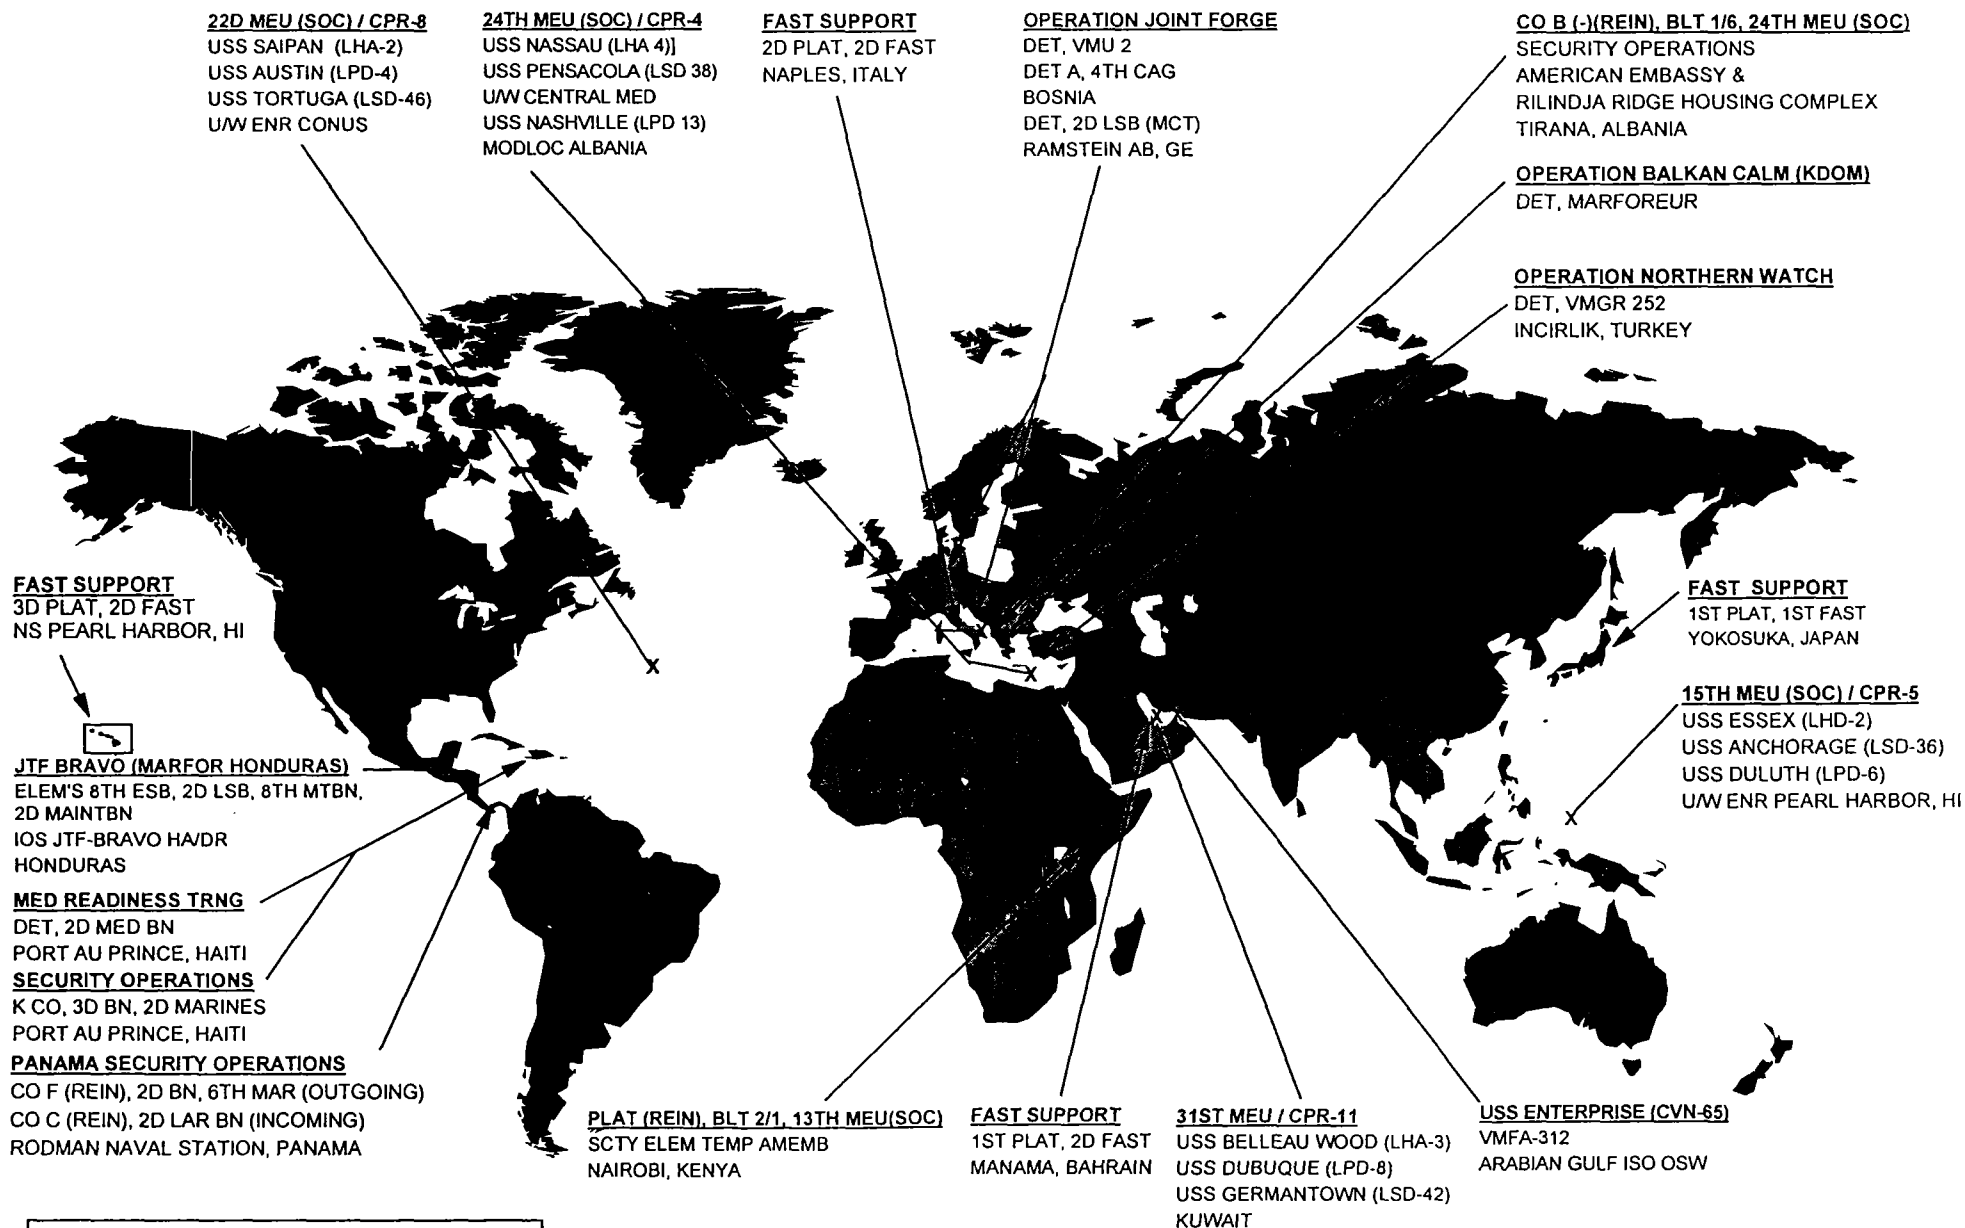 22D MEU (SOC) / CPR-8
USS SAIPAN (LHA-2)
USS AUSTIN (LPD-4)
USS TORTUGA (LSD-46)
U/W ENR CONUS
24TH MEU (SOC) / CPR-4
USS NASSAU (LHA 4)]
USS PENSACOLA (LSD 38)
U/W CENTRAL MED
USS NASHVILLE (LPD 13)
MODLOC ALBANIA
FAST SUPPORT
2D PLAT, 2D FAST
NAPLES, ITALY
OPERATION JOINT FORGE
DET, VMU 2
DET A, 4TH CAG
BOSNIA
DET, 2D LSB (MCT)
RAMSTEIN AB, GE
CO B (-)(REIN), BLT 1/6, 24TH MEU (SOC)
SECURITY OPERATIONS
AMERICAN EMBASSY &
RILINDJA RIDGE HOUSING COMPLEX
TIRANA, ALBANIA
OPERATION BALKAN CALM (KDOM)
DET, MARFOREUR
OPERATION NORTHERN WATCH
DET, VMGR 252
INCIRLIK, TURKEY
FAST SUPPORT
3D PLAT, 2D FAST
NS PEARL HARBOR, HI
FAST SUPPORT
1ST PLAT, 1ST FAST
YOKOSUKA, JAPAN
15TH MEU (SOC) / CPR-5
USS ESSEX (LHD-2)
USS ANCHORAGE (LSD-36)
USS DULUTH (LPD-6)
U/W ENR PEARL HARBOR, HI
X
X
X
JTF BRAVO (MARFOR HONDURAS)
ELEM'S 8TH ESB, 2D LSB, 8TH MTBN,
2D MAINTBN
IOS JTF-BRAVO HA/DR
HONDURAS
MED READINESS TRNG
DET, 2D MED BN
PORT AU PRINCE, HAITI
SECURITY OPERATIONS
K CO, 3D BN, 2D MARINES
PORT AU PRINCE, HAITI
PANAMA SECURITY OPERATIONS
CO F (REIN), 2D BN, 6TH MAR (OUTGOING)
CO C (REIN), 2D LAR BN (INCOMING)
RODMAN NAVAL STATION, PANAMA
PLAT (REIN), BLT 2/1, 13TH MEU(SOC)
SCTY ELEM TEMP AMEMB
NAIROBI, KENYA
FAST SUPPORT
1ST PLAT, 2D FAST
MANAMA, BAHRAIN
31ST MEU / CPR-11
USS BELLEAU WOOD (LHA-3)
USS DUBUQUE (LPD-8)
USS GERMANTOWN (LSD-42)
KUWAIT
USS ENTERPRISE (CVN-65)
VMFA-312
ARABIAN GULF ISO OSW